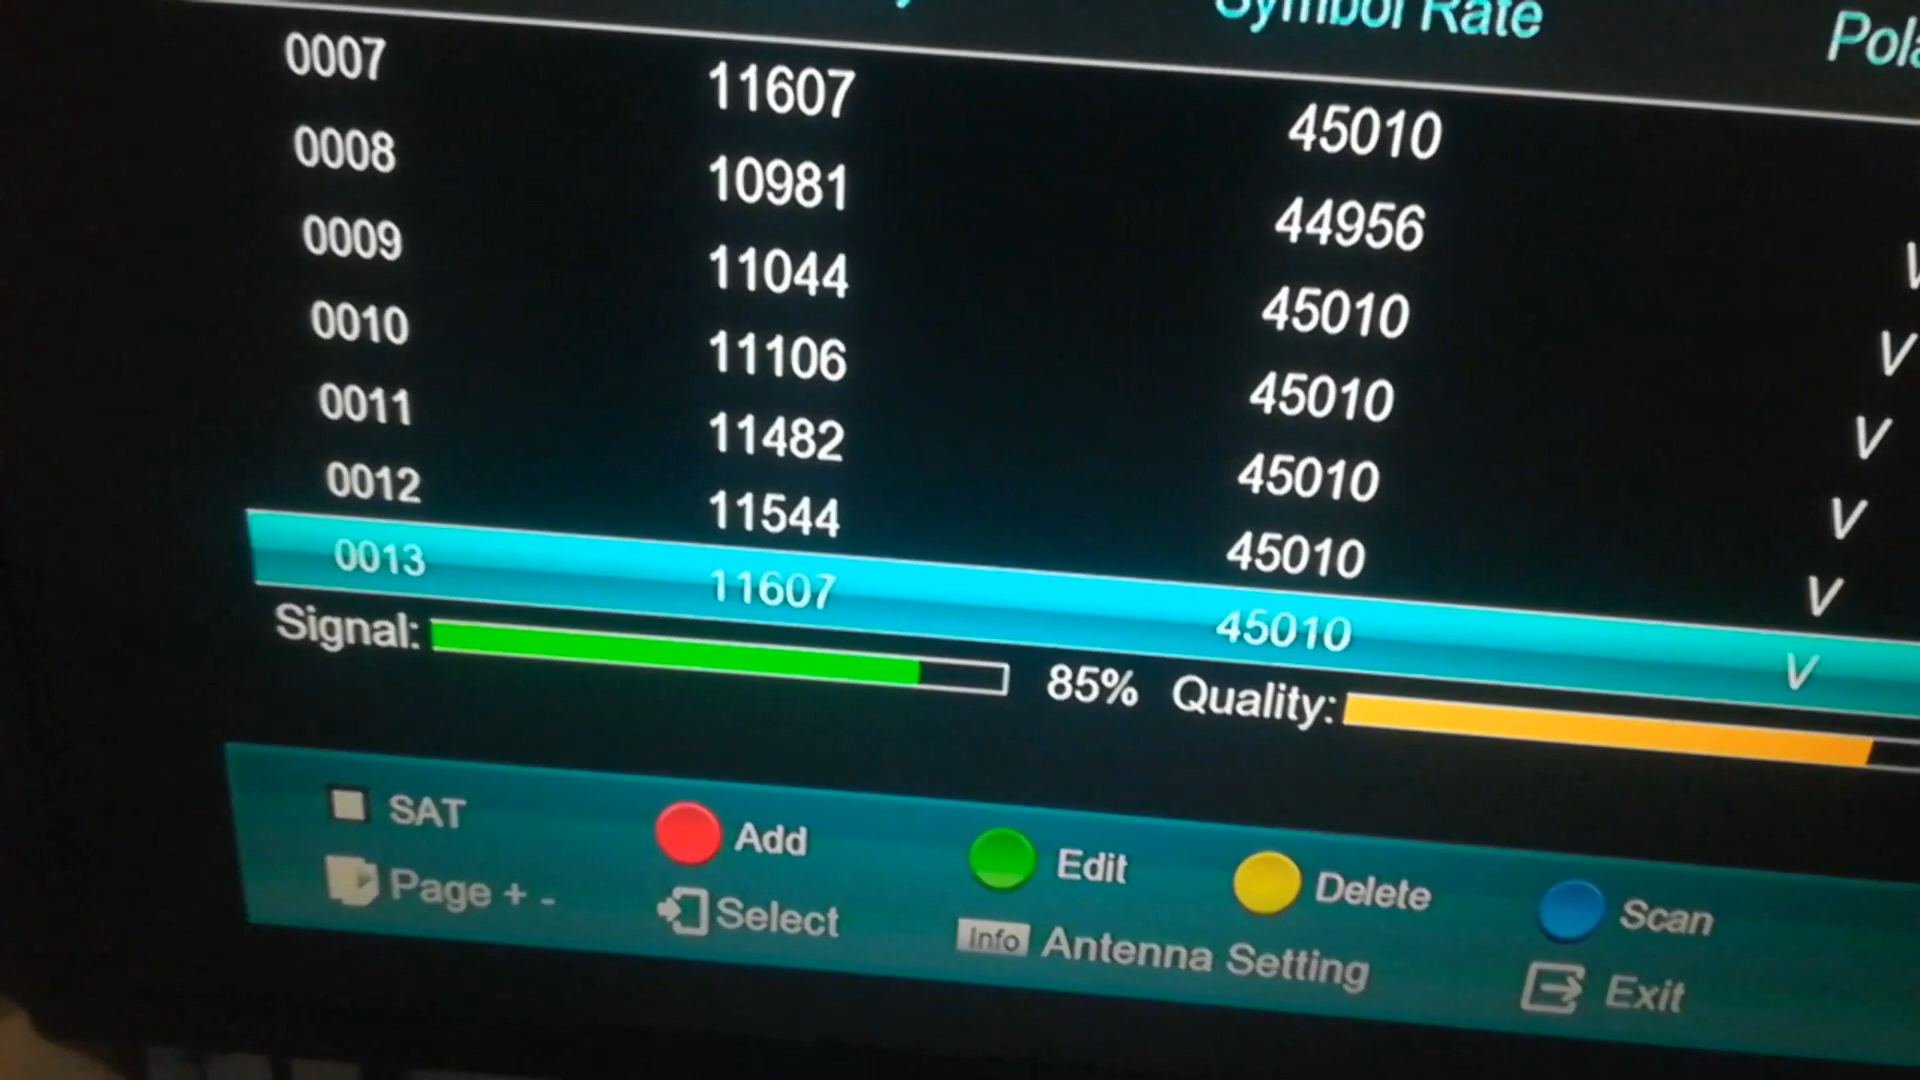 Symbol Rate Pola
0007 11607 45010
0008 10981 44956 V
0009 11044 45010 V
0010 11106 45010 V
0011 11482 45010 V
0012 11544 45010 V
0013 11607 45010 V
Signal: 85% Quality:
SAT Add Edit Delete Scan
Page + - Select Info Antenna Setting Exit